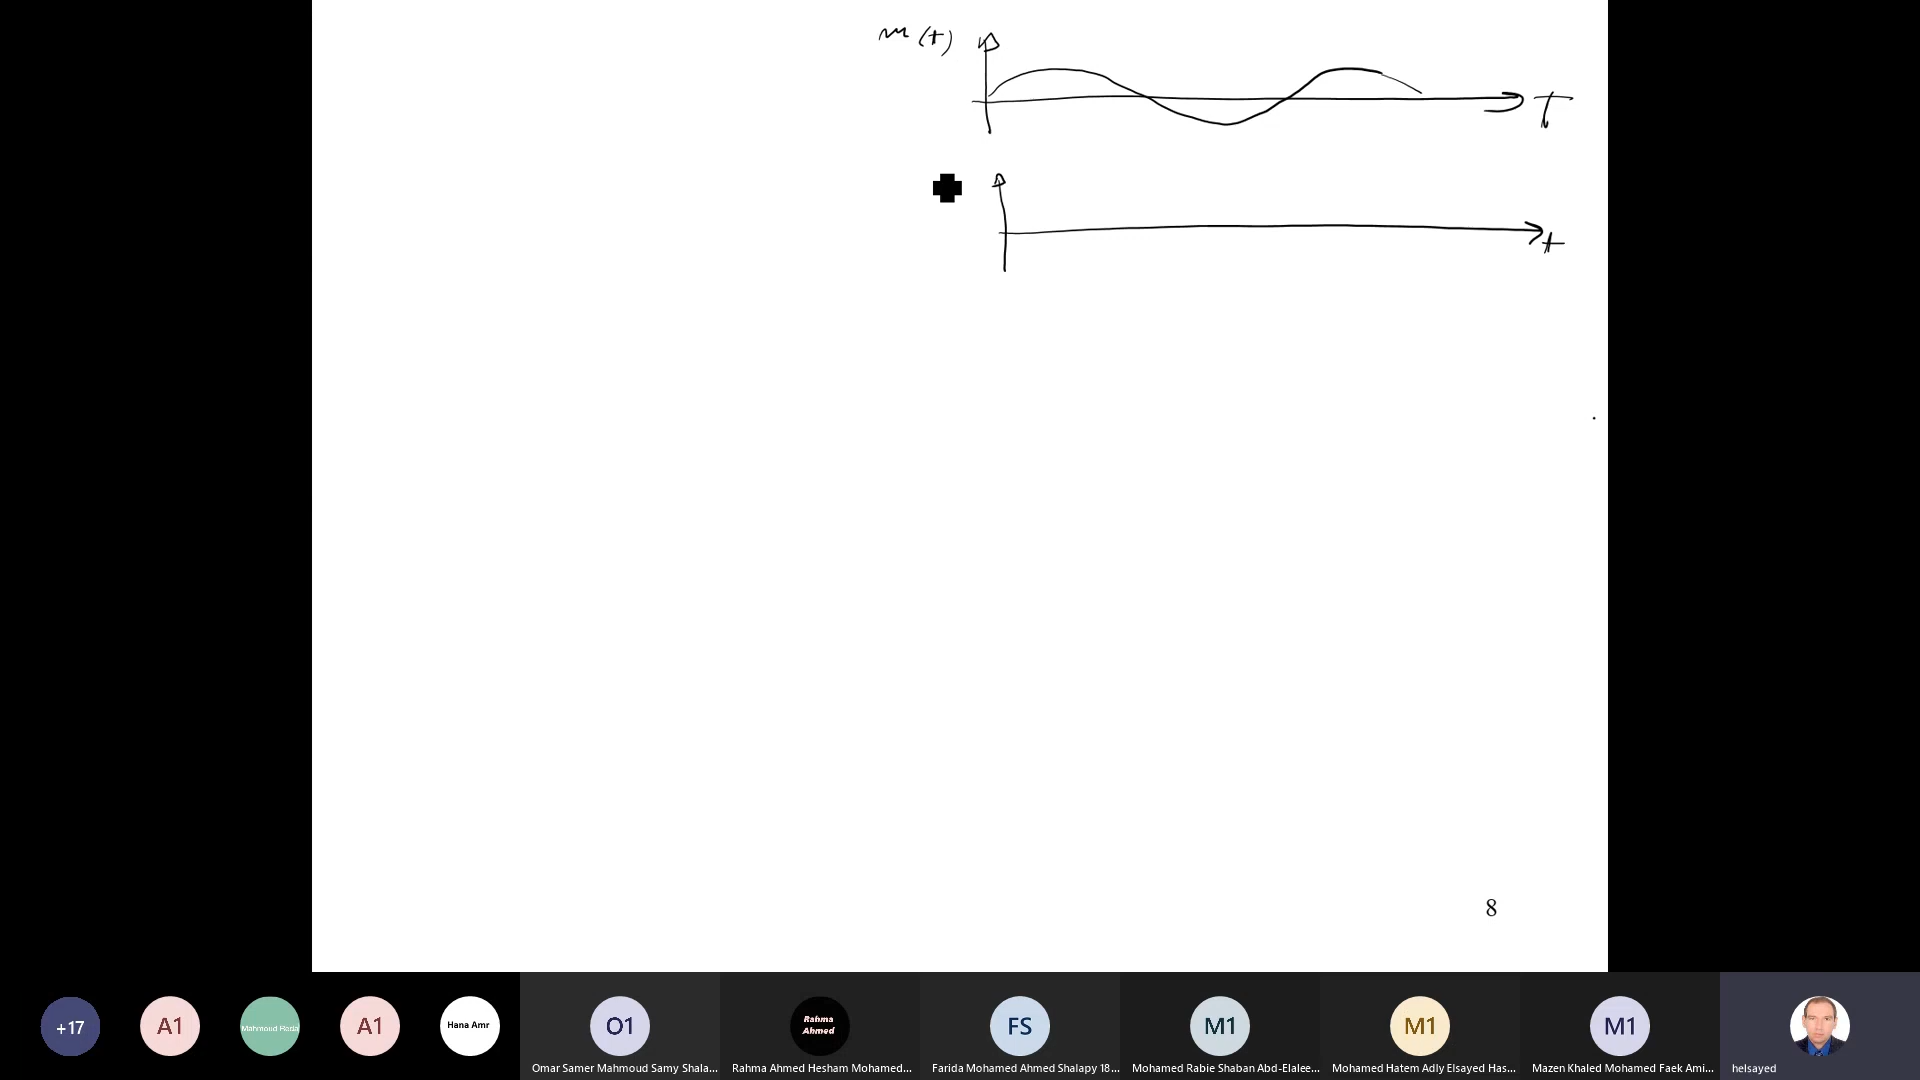 m(t)
T
t
8
+17
A1
Mahmoud Reda
A1
Hana Amr
O1
Rahma
Ahmed
FS
M1
M1
M1
Omar Samer Mahmoud Samy Shala...
Rahma Ahmed Hesham Mohamed...
Farida Mohamed Ahmed Shalapy 18...
Mohamed Rabie Shaban Abd-Elalee...
Mohamed Hatem Adly Elsayed Has...
Mazen Khaled Mohamed Faek Ami...
helsayed